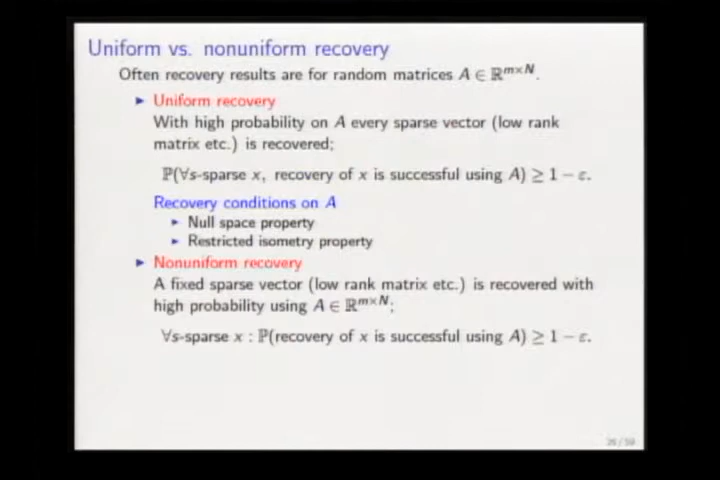 Uniform vs. nonuniform recovery
Often recovery results are for random matrices A ∈ ℝ^{m×N}.
► Uniform recovery
With high probability on A every sparse vector (low rank
matrix etc.) is recovered;
ℙ(∀s-sparse x, recovery of x is successful using A) ≥ 1 − ε.
Recovery conditions on A
► Null space property
► Restricted isometry property
► Nonuniform recovery
A fixed sparse vector (low rank matrix etc.) is recovered with
high probability using A ∈ ℝ^{m×N};
∀s-sparse x : ℙ(recovery of x is successful using A) ≥ 1 − ε.